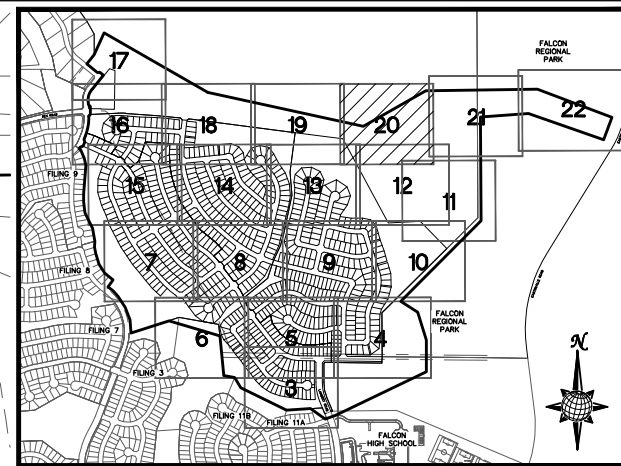 FALCON
REGIONAL
PARK
17
22
21
16
18
19
20
FILING 9
15
14
13
12
11
7
8
9
10
FILING 8
FALCON
REGIONAL
PARK
FILING 7
6
5
4
N
FILING 3
3
FILING 11B
FILING 11A
FALCON
HIGH SCHOOL